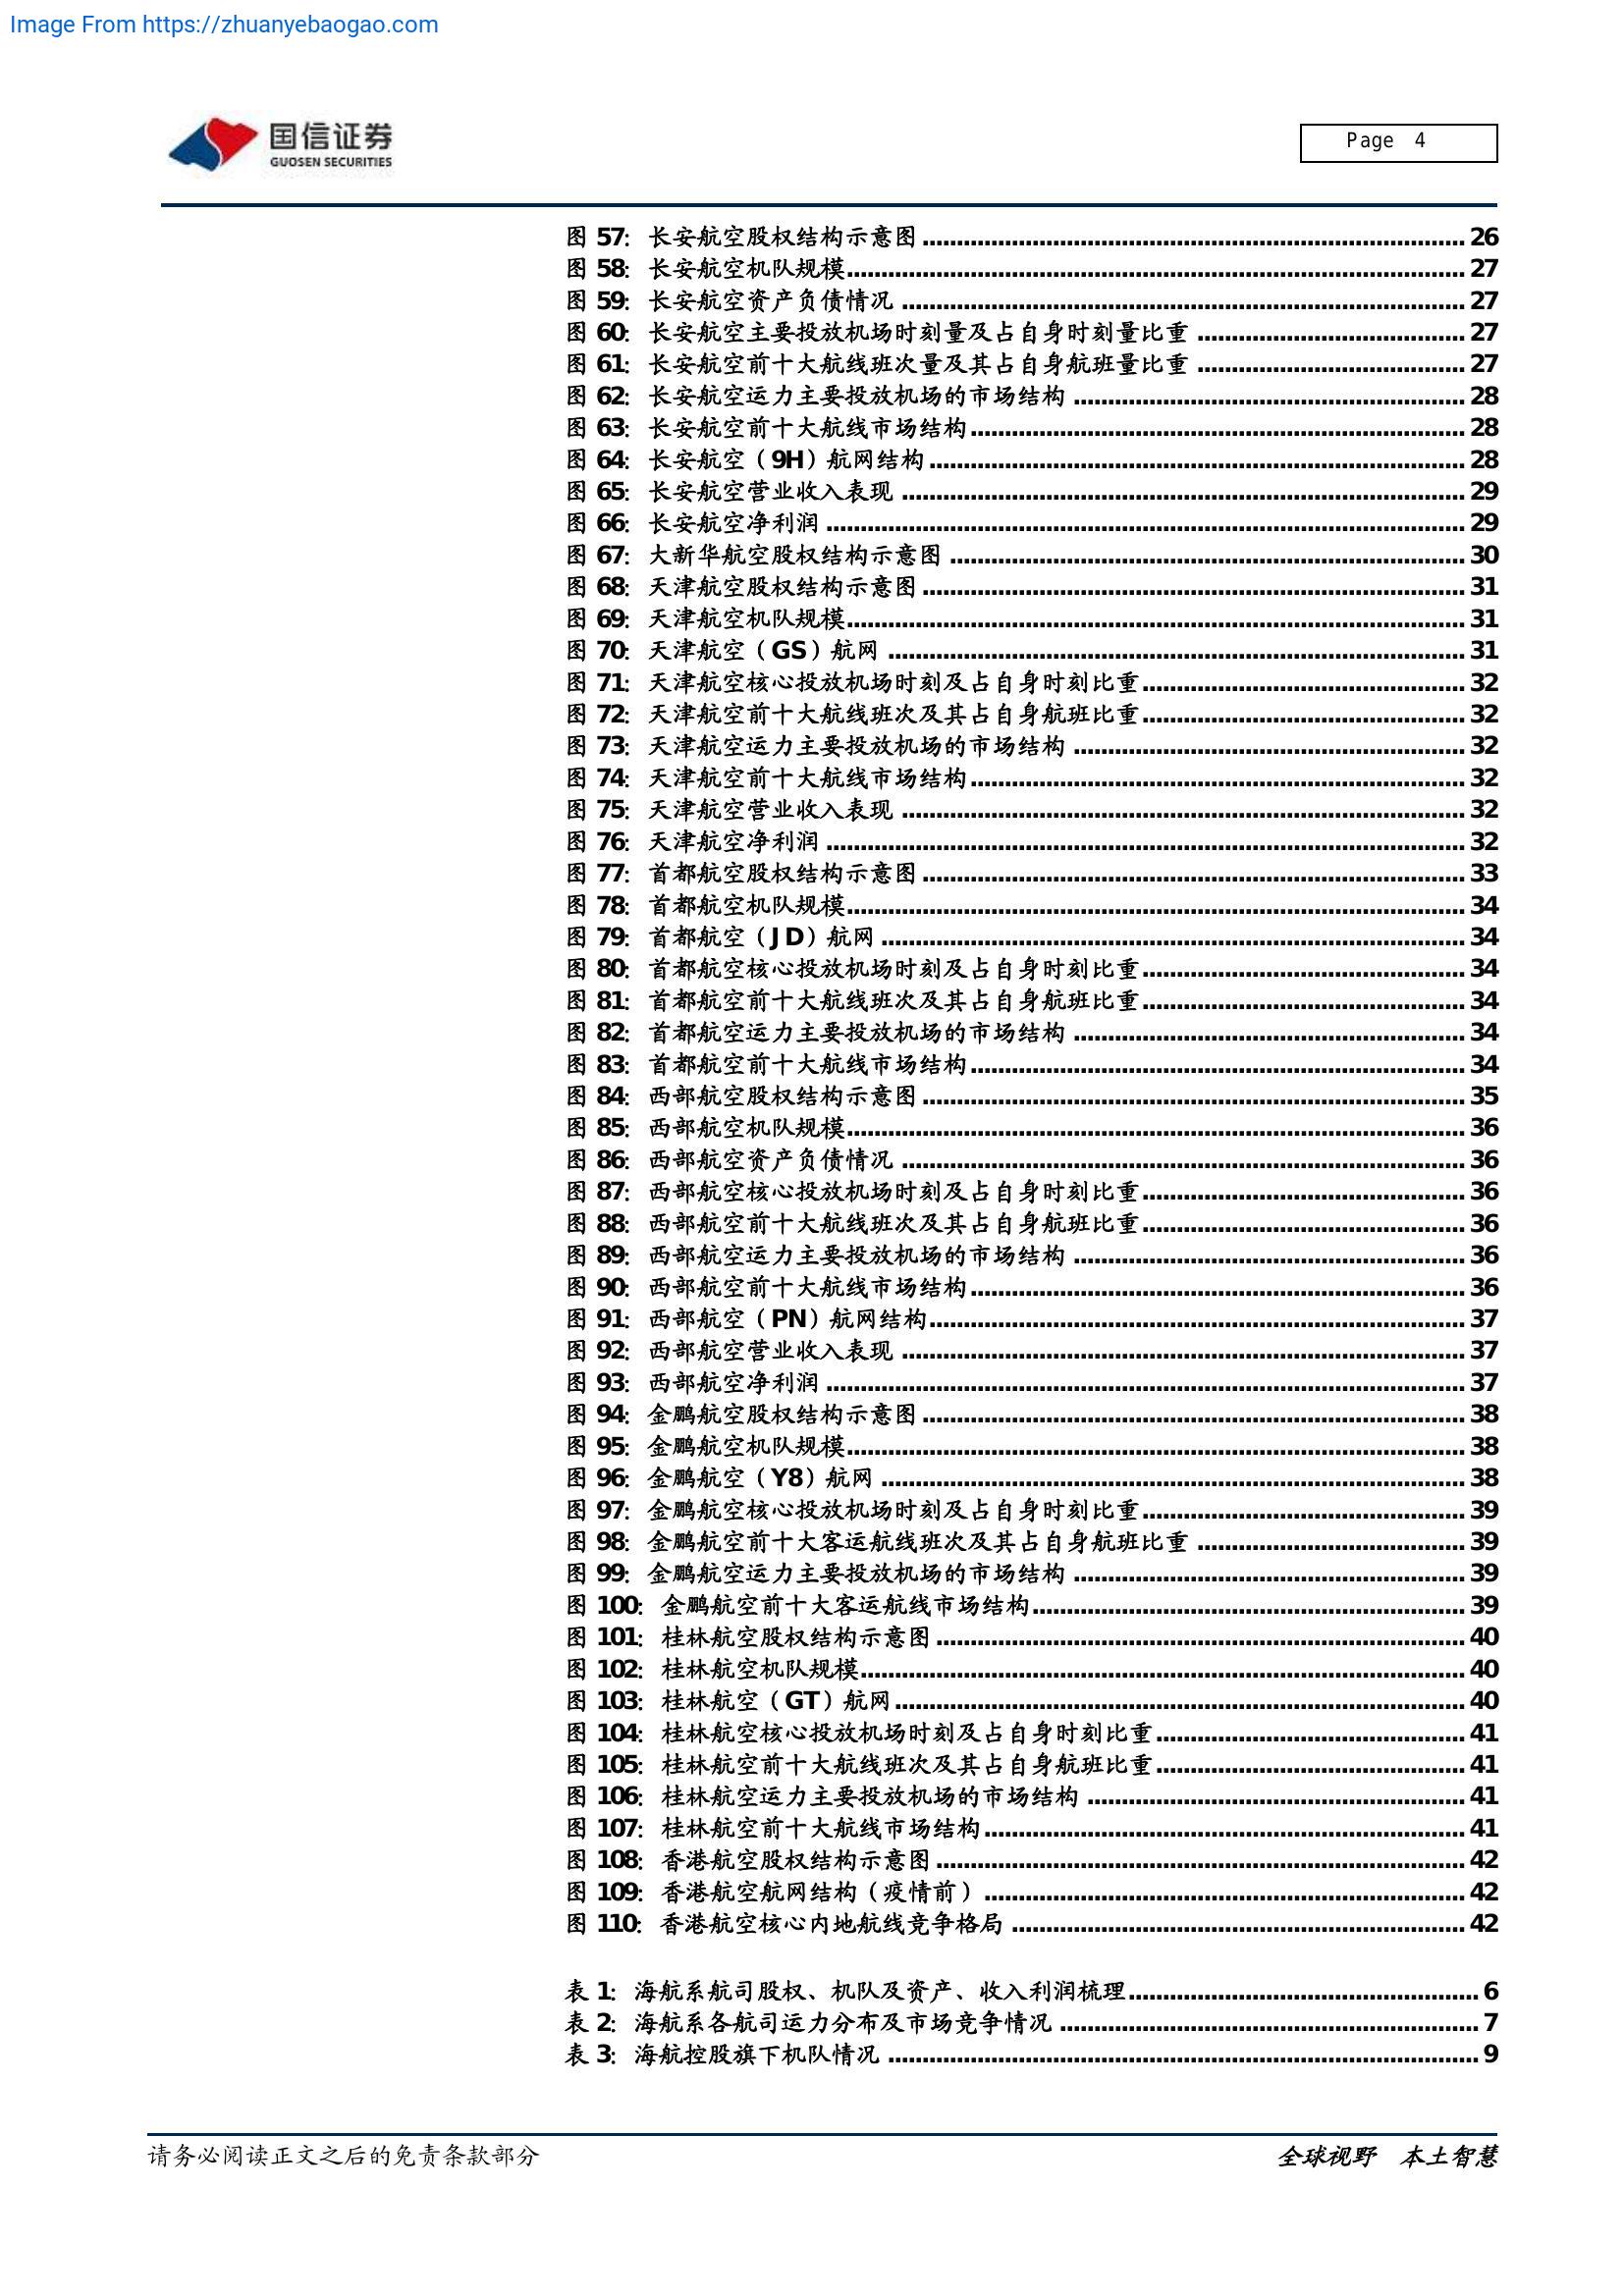 Image From https://zhuanyebaogao.com
国信证券
GUOSEN SECURITIES
Page 4
图 57: 长安航空股权结构示意图 ........ 26
图 58: 长安航空机队规模 ........ 27
图 59: 长安航空资产负债情况 ........ 27
图 60: 长安航空主要投放机场时刻量及占自身时刻量比重 ........ 27
图 61: 长安航空前十大航线班次量及其占自身航班量比重 ........ 27
图 62: 长安航空运力主要投放机场的市场结构 ........ 28
图 63: 长安航空前十大航线市场结构 ........ 28
图 64: 长安航空（9H）航网结构 ........ 28
图 65: 长安航空营业收入表现 ........ 29
图 66: 长安航空净利润 ........ 29
图 67: 大新华航空股权结构示意图 ........ 30
图 68: 天津航空股权结构示意图 ........ 31
图 69: 天津航空机队规模 ........ 31
图 70: 天津航空（GS）航网 ........ 31
图 71: 天津航空核心投放机场时刻及占自身时刻比重 ........ 32
图 72: 天津航空前十大航线班次及其占自身航班比重 ........ 32
图 73: 天津航空运力主要投放机场的市场结构 ........ 32
图 74: 天津航空前十大航线市场结构 ........ 32
图 75: 天津航空营业收入表现 ........ 32
图 76: 天津航空净利润 ........ 32
图 77: 首都航空股权结构示意图 ........ 33
图 78: 首都航空机队规模 ........ 34
图 79: 首都航空（JD）航网 ........ 34
图 80: 首都航空核心投放机场时刻及占自身时刻比重 ........ 34
图 81: 首都航空前十大航线班次及其占自身航班比重 ........ 34
图 82: 首都航空运力主要投放机场的市场结构 ........ 34
图 83: 首都航空前十大航线市场结构 ........ 34
图 84: 西部航空股权结构示意图 ........ 35
图 85: 西部航空机队规模 ........ 36
图 86: 西部航空资产负债情况 ........ 36
图 87: 西部航空核心投放机场时刻及占自身时刻比重 ........ 36
图 88: 西部航空前十大航线班次及其占自身航班比重 ........ 36
图 89: 西部航空运力主要投放机场的市场结构 ........ 36
图 90: 西部航空前十大航线市场结构 ........ 36
图 91: 西部航空（PN）航网结构 ........ 37
图 92: 西部航空营业收入表现 ........ 37
图 93: 西部航空净利润 ........ 37
图 94: 金鹏航空股权结构示意图 ........ 38
图 95: 金鹏航空机队规模 ........ 38
图 96: 金鹏航空（Y8）航网 ........ 38
图 97: 金鹏航空核心投放机场时刻及占自身时刻比重 ........ 39
图 98: 金鹏航空前十大客运航线班次及其占自身航班比重 ........ 39
图 99: 金鹏航空运力主要投放机场的市场结构 ........ 39
图 100: 金鹏航空前十大客运航线市场结构 ........ 39
图 101: 桂林航空股权结构示意图 ........ 40
图 102: 桂林航空机队规模 ........ 40
图 103: 桂林航空（GT）航网 ........ 40
图 104: 桂林航空核心投放机场时刻及占自身时刻比重 ........ 41
图 105: 桂林航空前十大航线班次及其占自身航班比重 ........ 41
图 106: 桂林航空运力主要投放机场的市场结构 ........ 41
图 107: 桂林航空前十大航线市场结构 ........ 41
图 108: 香港航空股权结构示意图 ........ 42
图 109: 香港航空航网结构（疫情前） ........ 42
图 110: 香港航空核心内地航线竞争格局 ........ 42
表 1: 海航系航司股权、机队及资产、收入利润梳理 ........ 6
表 2: 海航系各航司运力分布及市场竞争情况 ........ 7
表 3: 海航控股旗下机队情况 ........ 9
请务必阅读正文之后的免责条款部分
全球视野 本土智慧